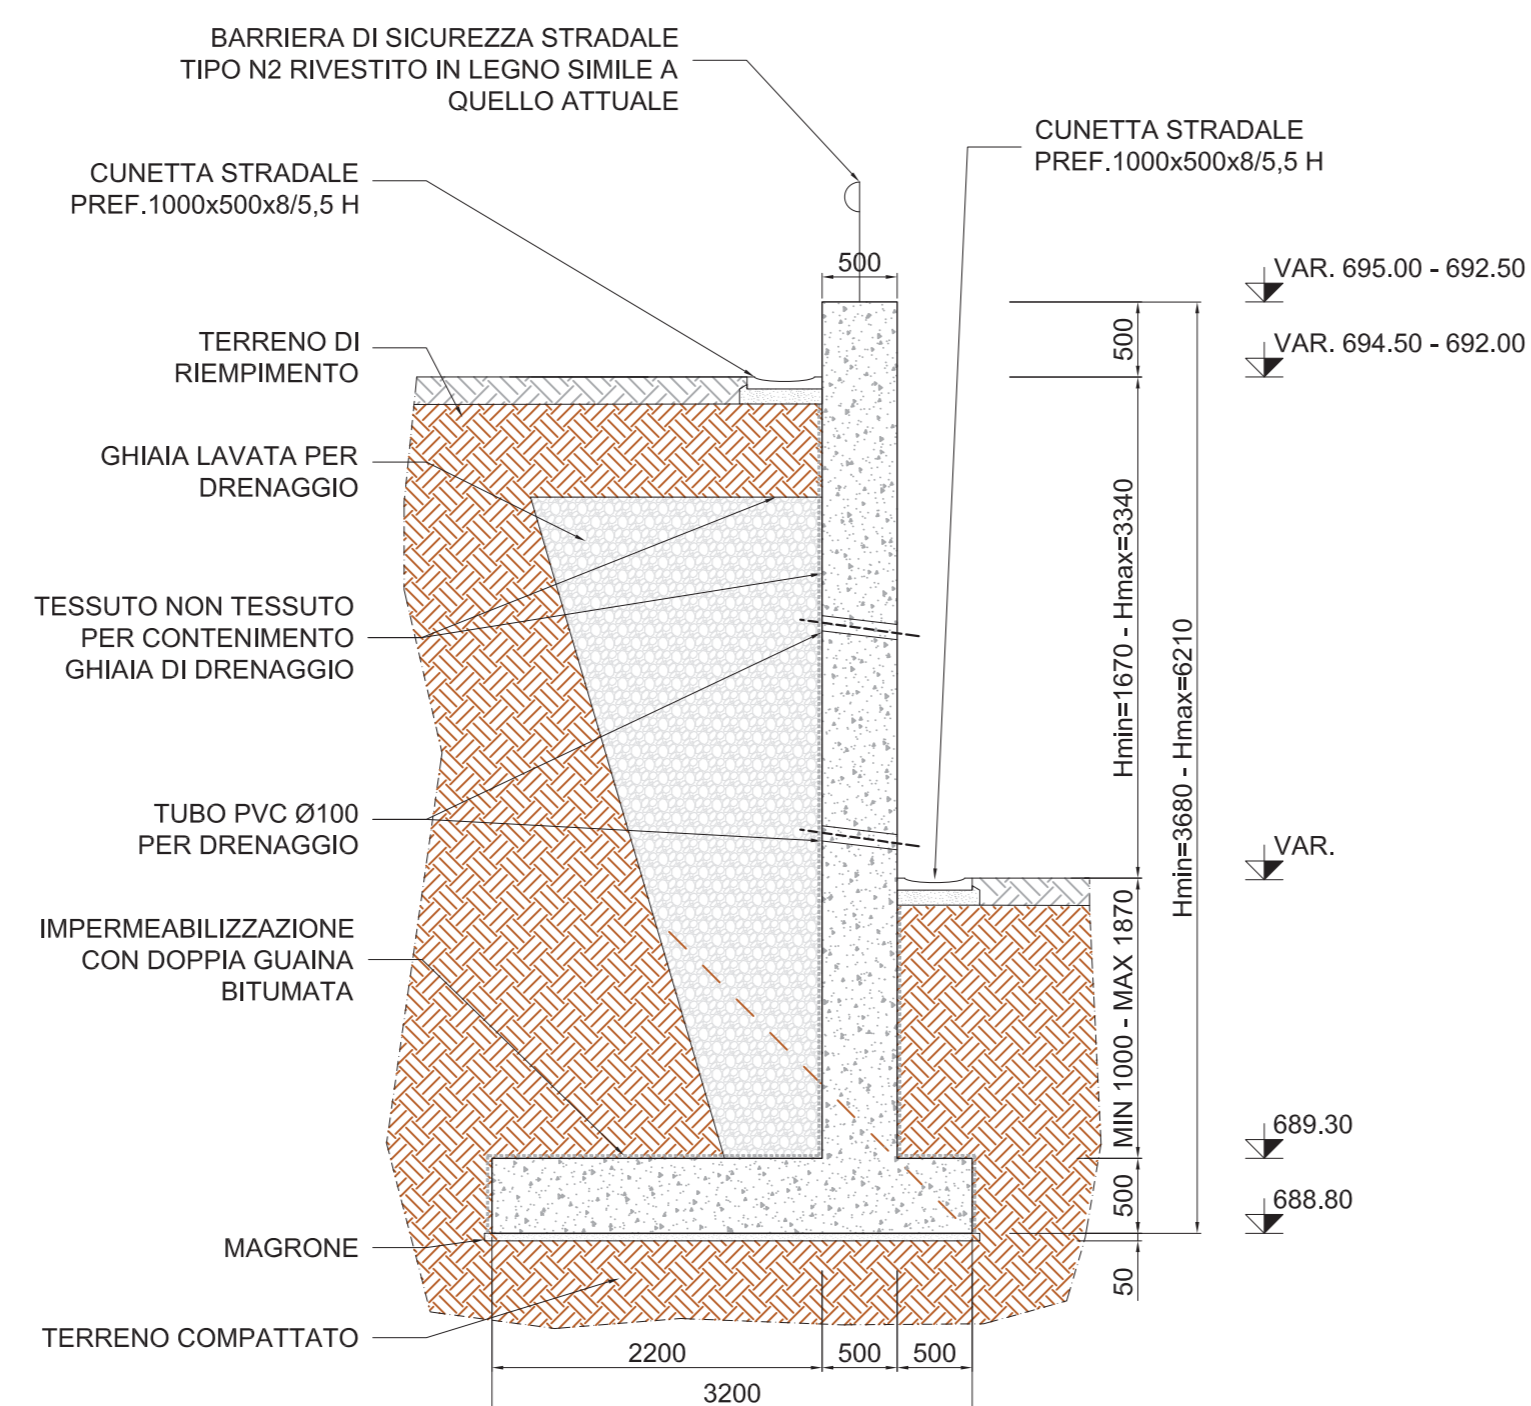 BARRIERA DI SICUREZZA STRADALE
TIPO N2 RIVESTITO IN LEGNO SIMILE A
QUELLO ATTUALE
CUNETTA STRADALE
PREF.1000x500x8/5,5 H
CUNETTA STRADALE
PREF.1000x500x8/5,5 H
500
VAR. 695.00 - 692.50
500
VAR. 694.50 - 692.00
TERRENO DI
RIEMPIMENTO
GHIAIA LAVATA PER
DRENAGGIO
TESSUTO NON TESSUTO
PER CONTENIMENTO
GHIAIA DI DRENAGGIO
Hmin=1670 - Hmax=3340
Hmin=3680 - Hmax=6210
TUBO PVC Ø100
PER DRENAGGIO
VAR.
IMPERMEABILIZZAZIONE
CON DOPPIA GUAINA
BITUMATA
MIN 1000 - MAX 1870
689.30
500
688.80
MAGRONE
50
TERRENO COMPATTATO
2200
500
500
3200